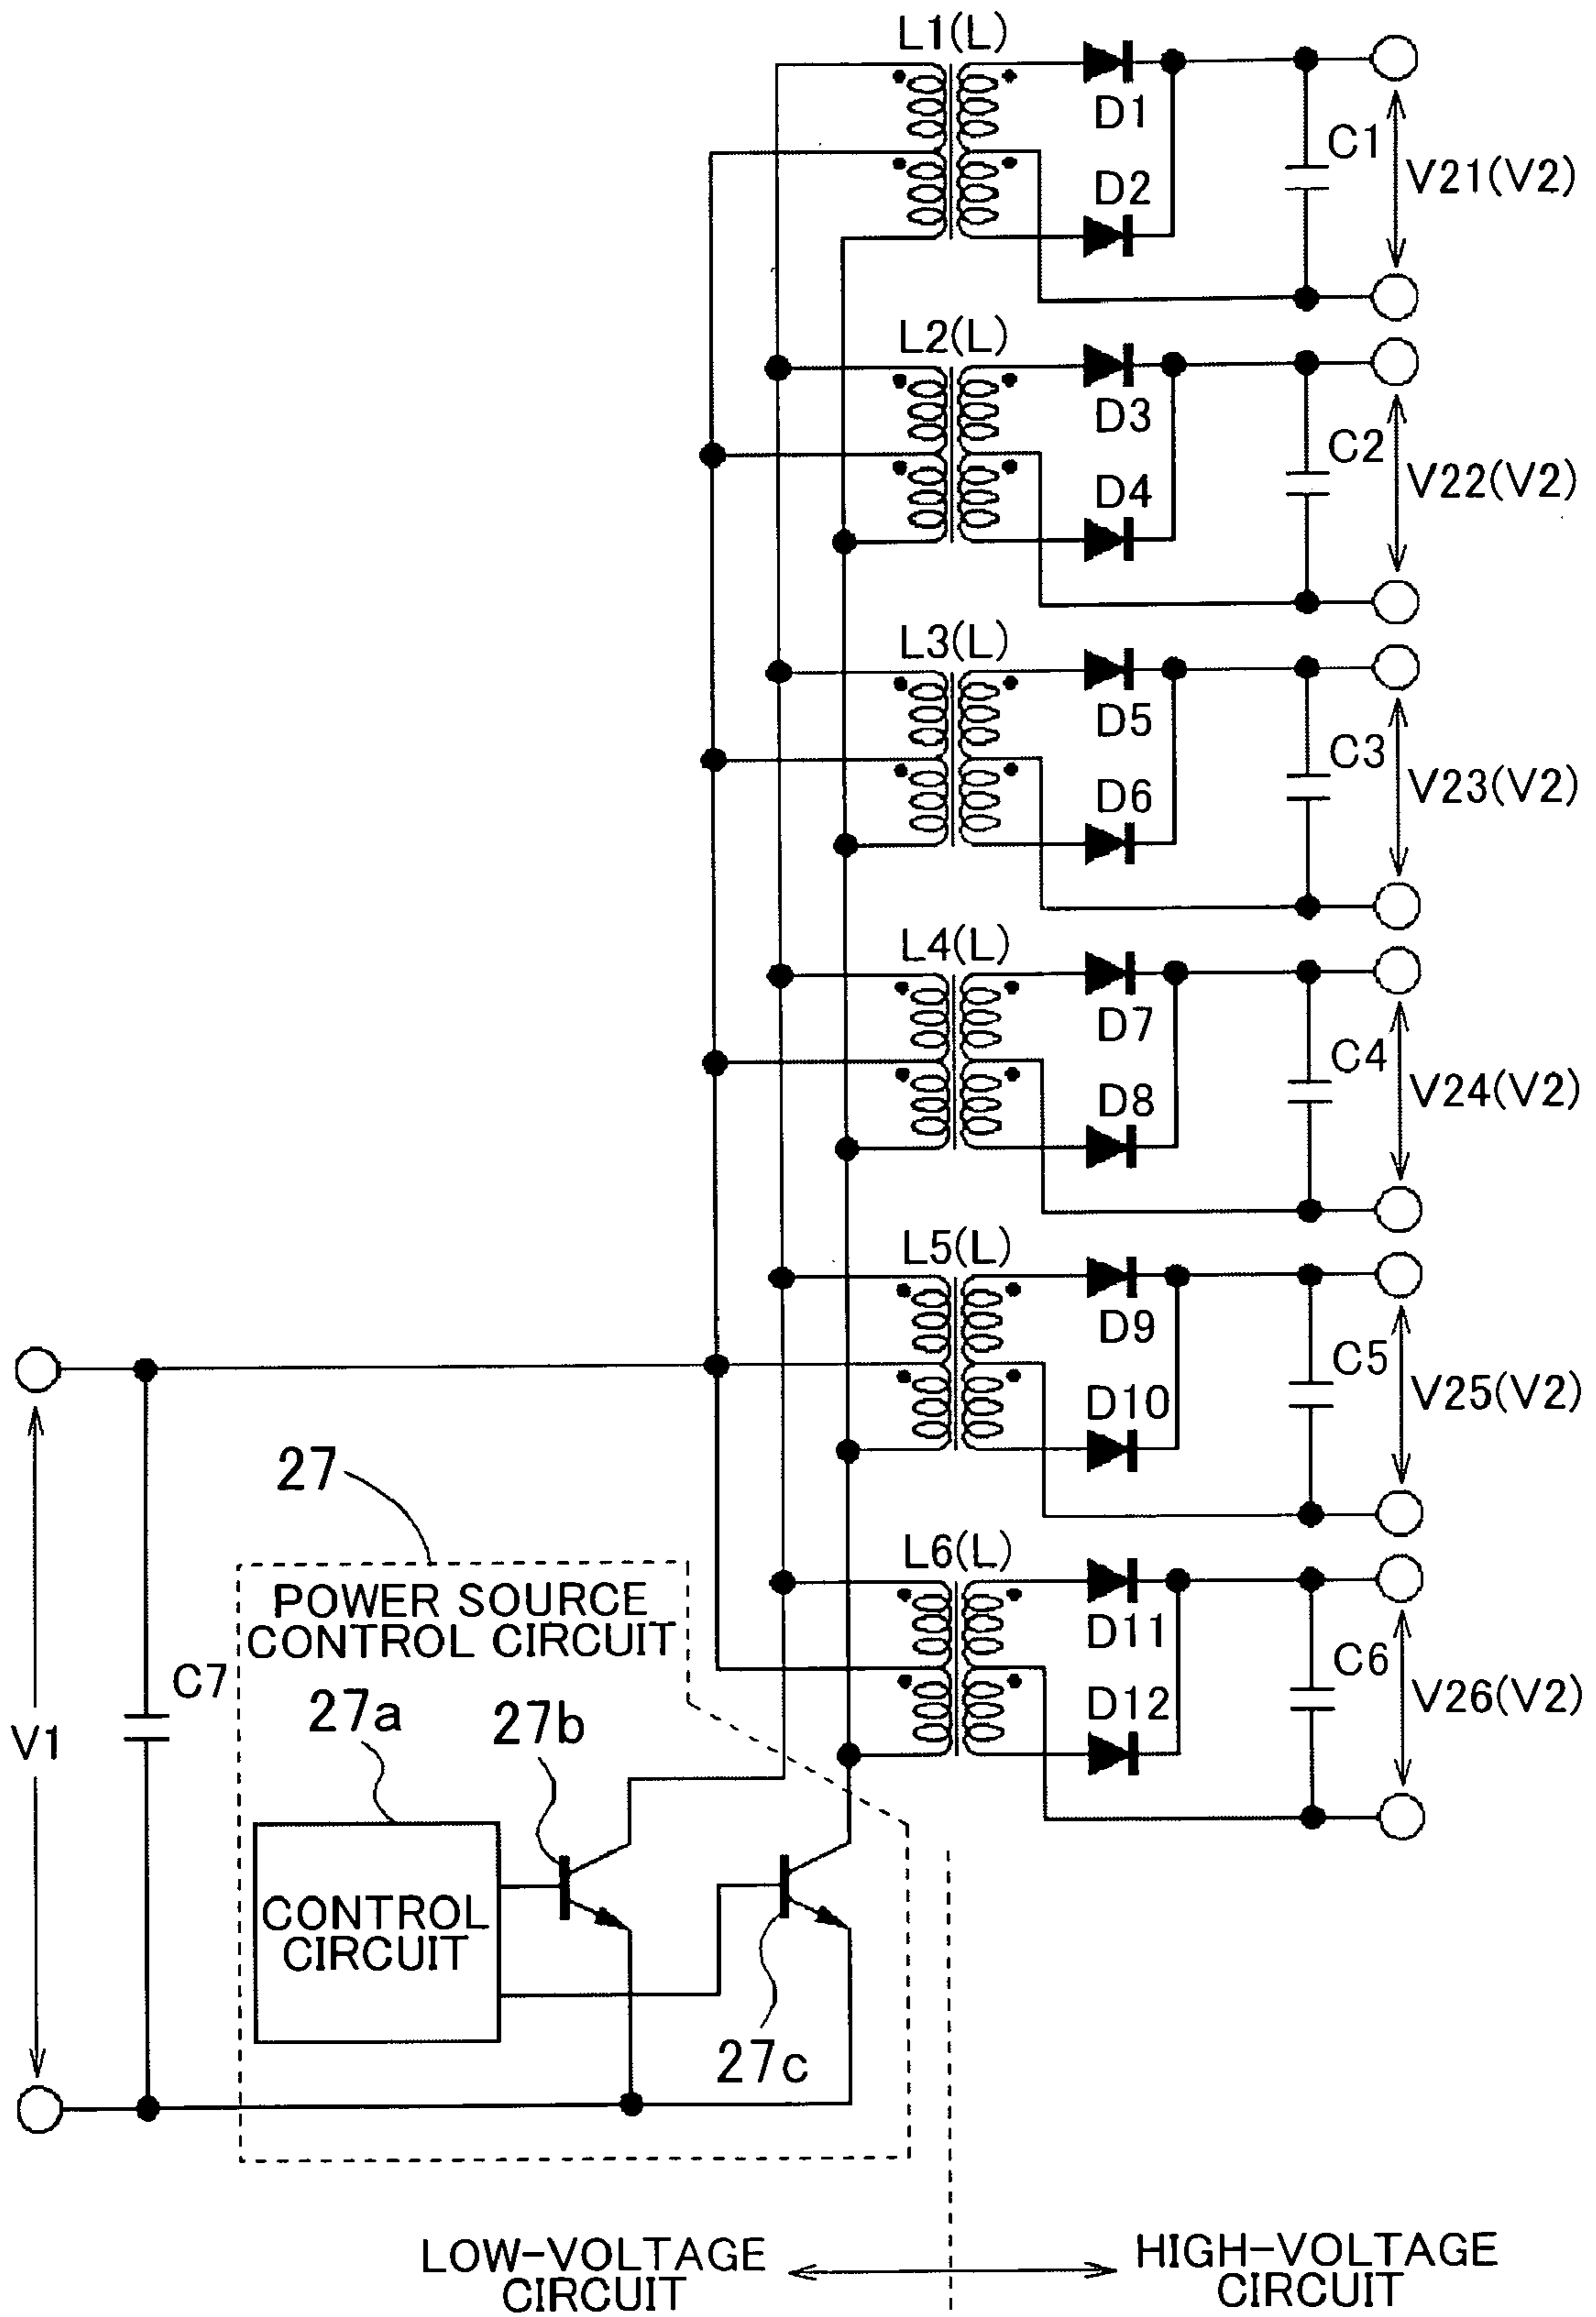 L1(L)
D1
C1
D2
V21(V2)
L2(L)
D3
C2
D4
V22(V2)
L3(L)
D5
C3
D6
V23(V2)
L4(L)
D7
C4
D8
V24(V2)
L5(L)
D9
C5
D10
V25(V2)
27
L6(L)
POWER SOURCE
CONTROL CIRCUIT
D11
C6
C7
D12
V26(V2)
27a
27b
V1
CONTROL
CIRCUIT
27c
LOW-VOLTAGE
CIRCUIT
HIGH-VOLTAGE
CIRCUIT